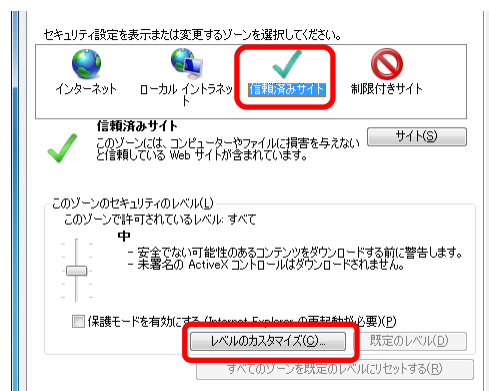 セキュリティ設定を表示または変更するゾーンを選択してください。
インターネット
ローカル イントラネット
信頼済みサイト
制限付きサイト
信頼済みサイト
このゾーンには、コンピューターやファイルに損害を与えない
と信頼している Web サイトが含まれています。
サイト(S)
このゾーンのセキュリティのレベル(L)
このゾーンで許可されているレベル: すべて
中
- 安全でない可能性のあるコンテンツをダウンロードする前に警告します。
- 未署名の ActiveX コントロールはダウンロードされません。
保護モードを有効にする (Internet Explorer の再起動が必要)(P)
レベルのカスタマイズ(C)...
既定のレベル(D)
すべてのゾーンを既定のレベルにリセットする(R)